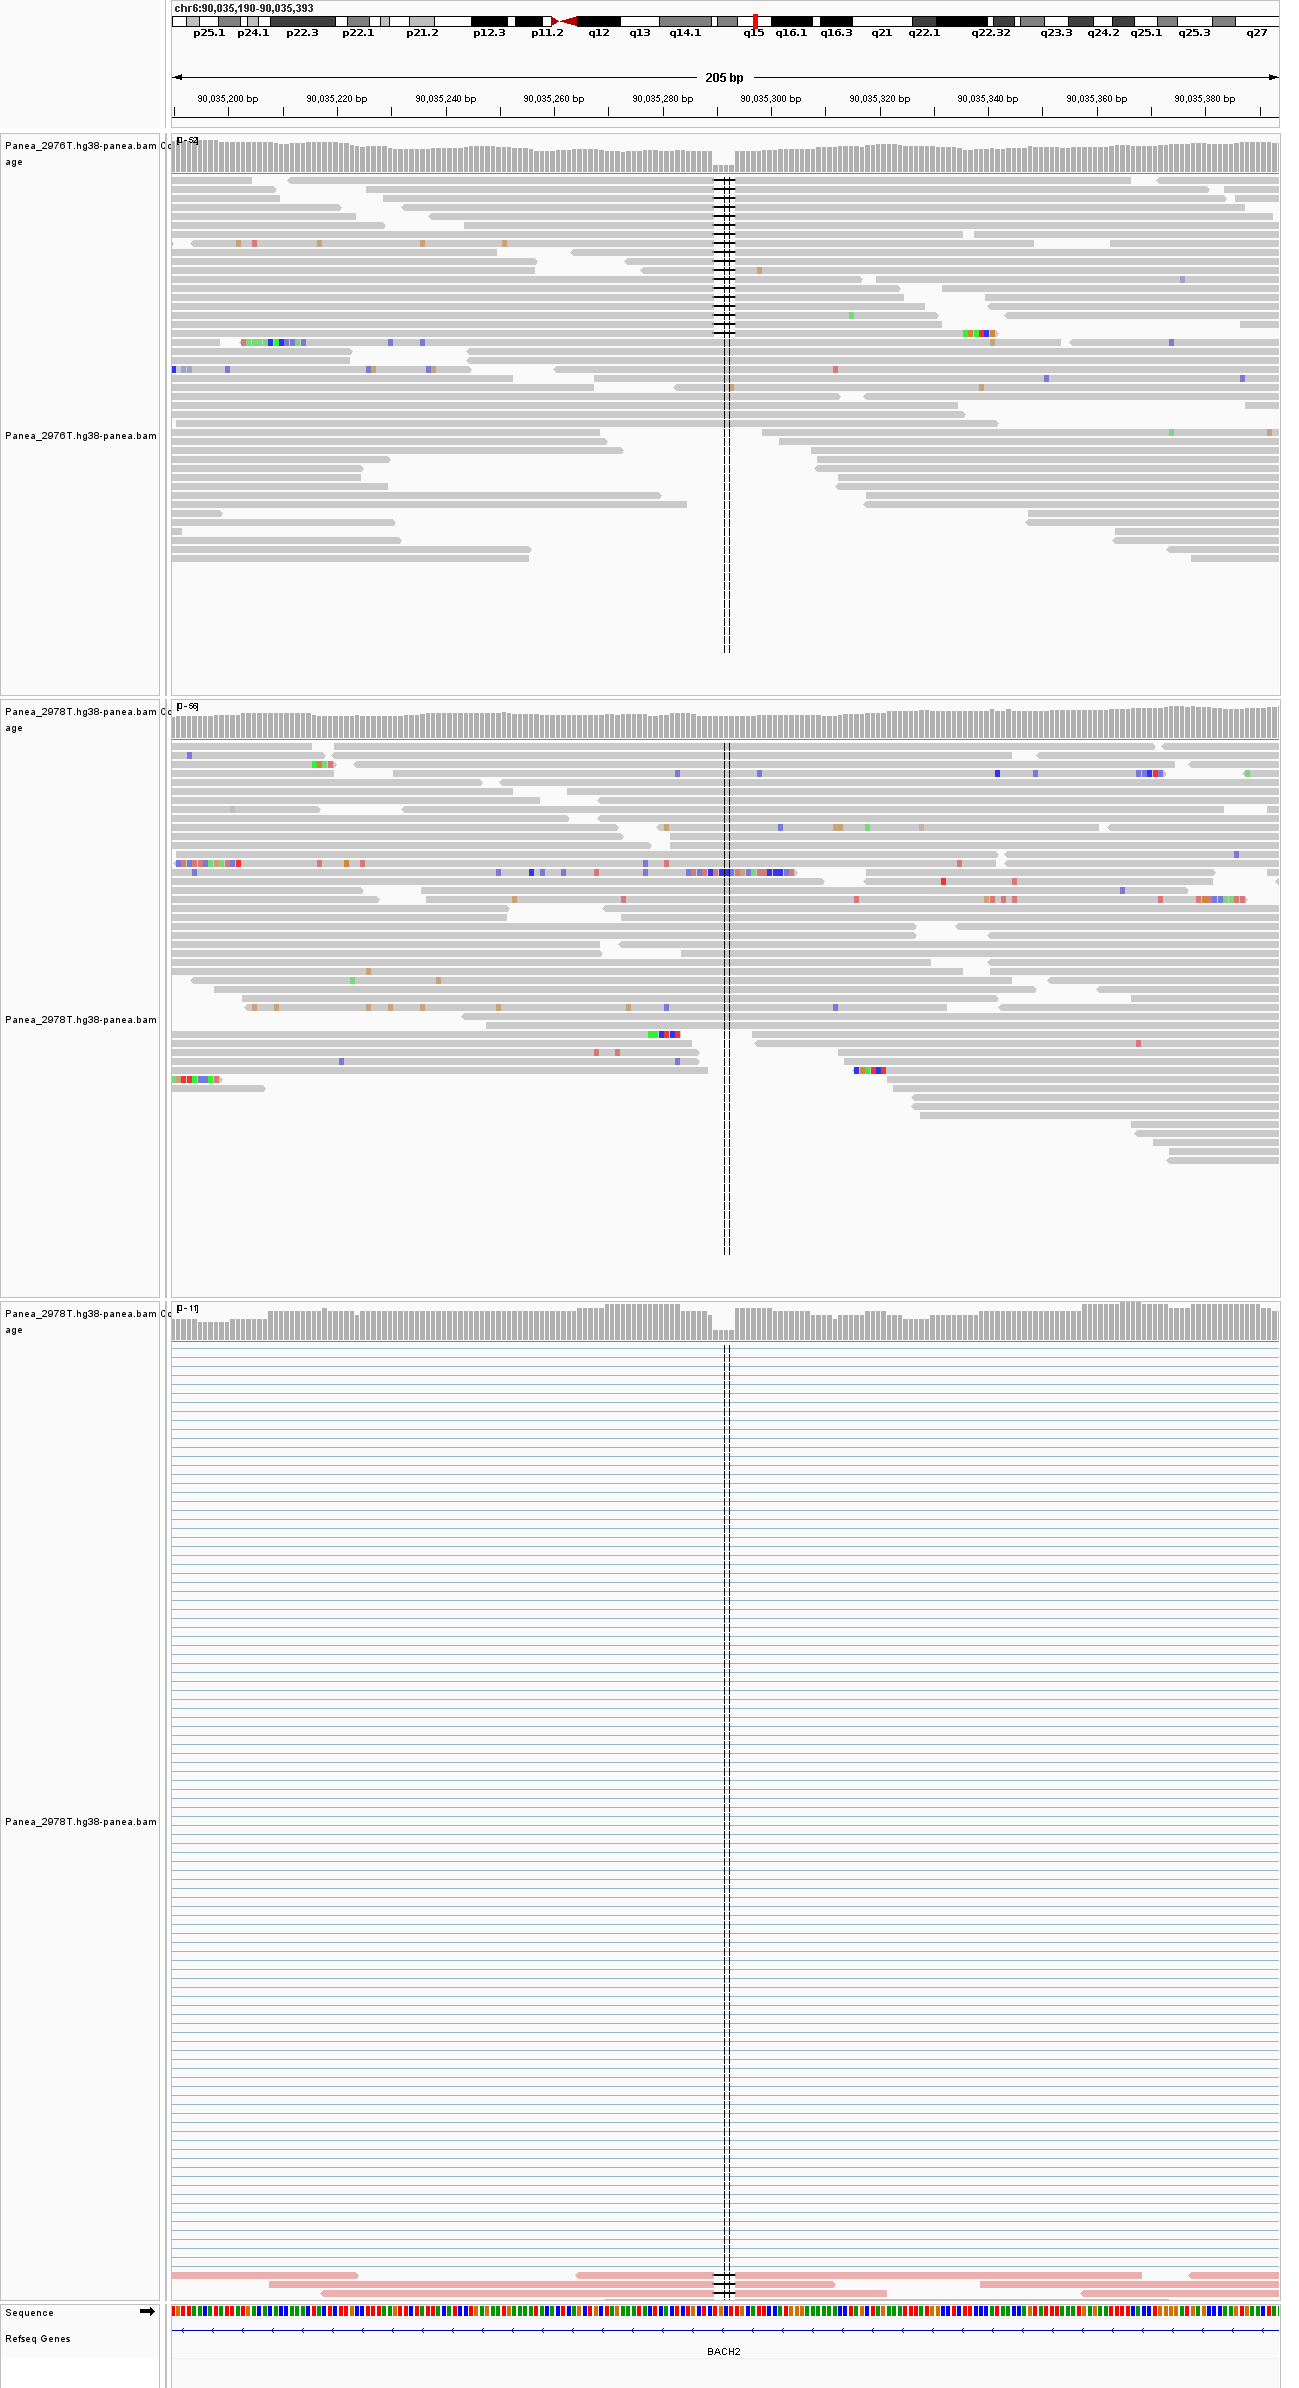 chr6:90,035,190-90,035,393
p25.1 p24.1 p22.3 p22.1 p21.2 p12.3 p11.2 q12 q13 q14.1 q15 q16.1 q16.3 q21 q22.1 q22.32 q23.3 q24.2 q25.1 q25.3 q27
205 bp
90,035,200 bp 90,035,220 bp 90,035,240 bp 90,035,260 bp 90,035,280 bp 90,035,300 bp 90,035,320 bp 90,035,340 bp 90,035,360 bp 90,035,380 bp
Panea_2976T.hg38-panea.bam Co
age
[0-52]
Panea_2976T.hg38-panea.bam
Panea_2978T.hg38-panea.bam Co
age
[0-56]
Panea_2978T.hg38-panea.bam
Panea_2978T.hg38-panea.bam Co
age
[0-11]
Panea_2978T.hg38-panea.bam
Sequence
Refseq Genes
BACH2